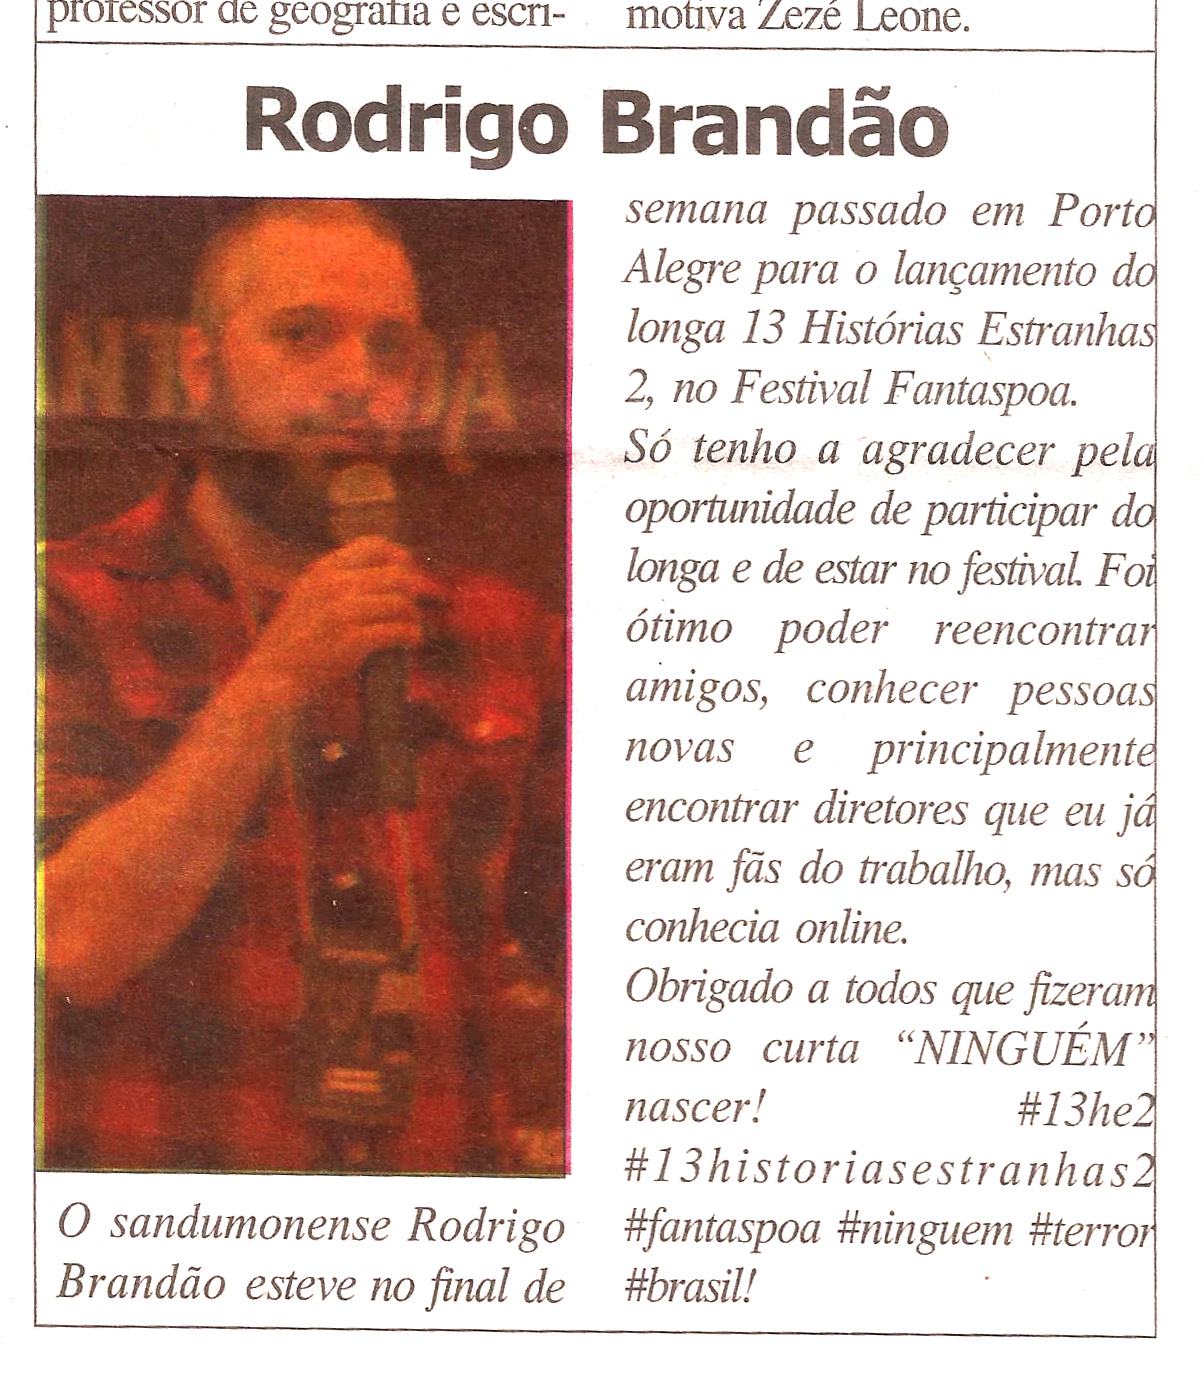 professor de geografia e escri-
motiva Zezé Leone.
Rodrigo Brandão
O sandumonense Rodrigo
Brandão esteve no final de
semana passado em Porto
Alegre para o lançamento do
longa 13 Histórias Estranhas
2, no Festival Fantaspoa.
Só tenho a agradecer pela
oportunidade de participar do
longa e de estar no festival. Foi
ótimo poder reencontrar
amigos, conhecer pessoas
novas e principalmente
encontrar diretores que eu já
eram fãs do trabalho, mas só
conhecia online.
Obrigado a todos que fizeram
nosso curta “NINGUÉM”
nascer! #13he2
#13historiasestranhas2
#fantaspoa #ninguem #terror
#brasil!